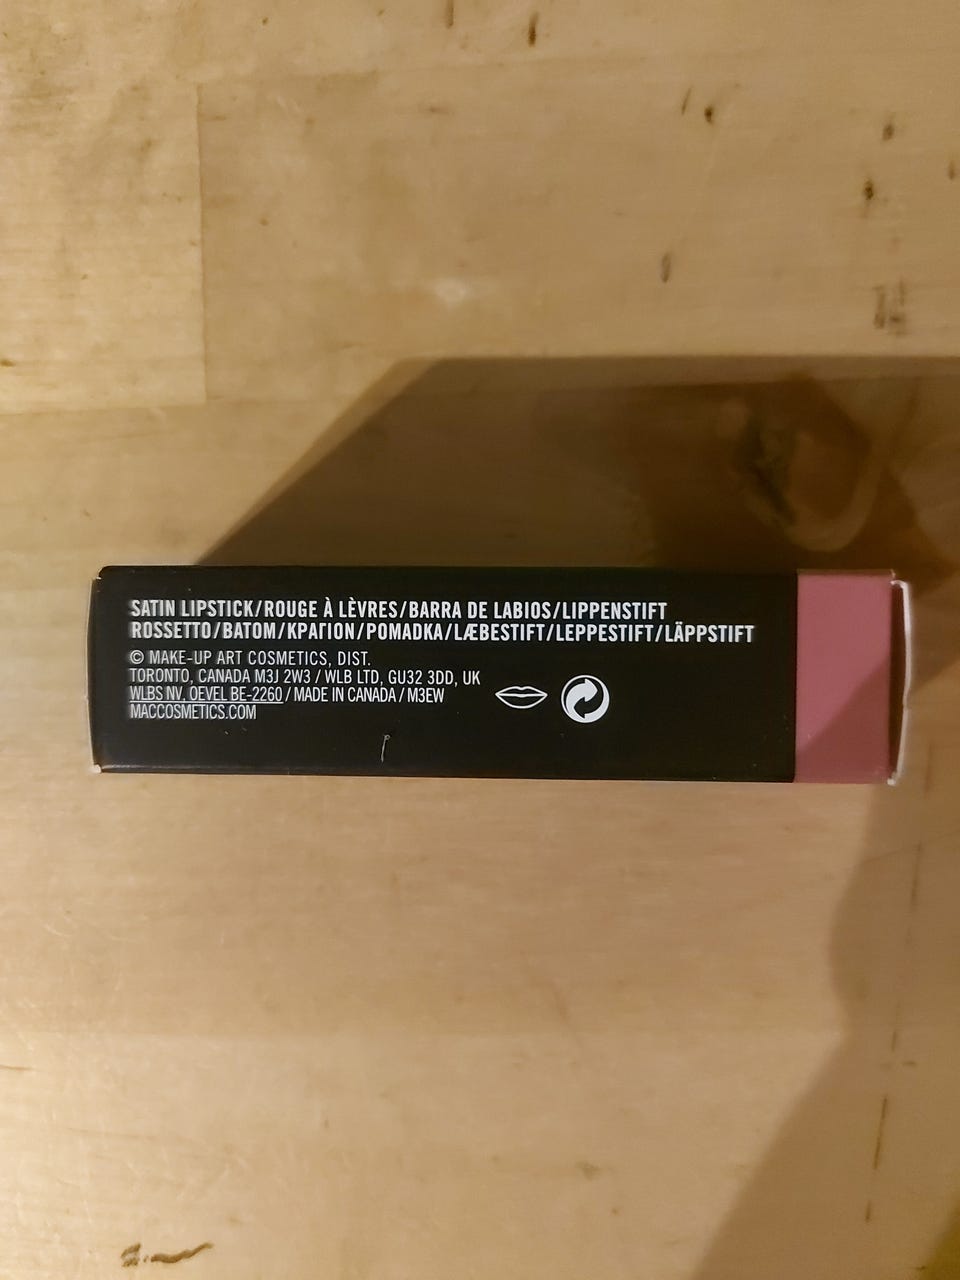 SATIN LIPSTICK/ROUGE À LÈVRES/BARRA DE LABIOS/LIPPENSTIFT
ROSSETTO/BATOM/ΚΡΑΓΙΟΝ/POMADKA/LÆBESTIFT/LEPPESTIFT/LÄPPSTIFT
© MAKE-UP ART COSMETICS, DIST.
TORONTO, CANADA M3J 2W3 / WLB LTD, GU32 3DD, UK
WLBS NV, OEVEL BE-2260 / MADE IN CANADA / M3EW
MACCOSMETICS.COM